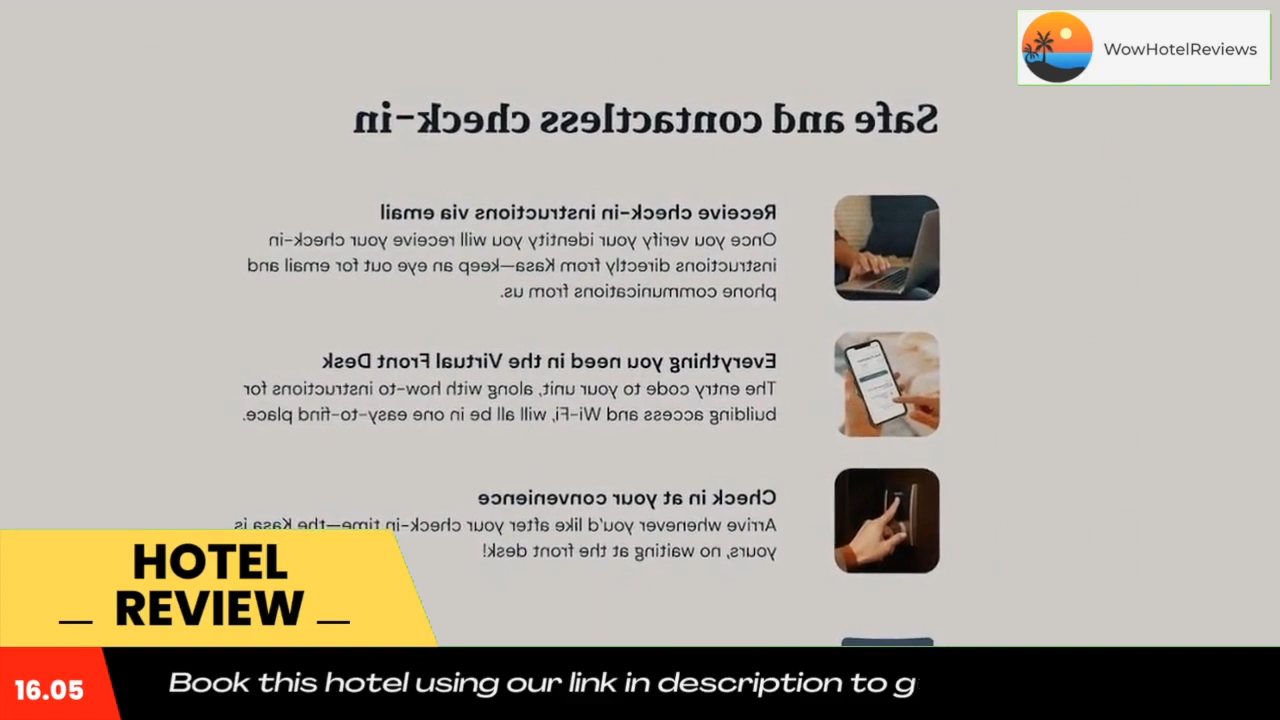 WowHotelReviews
Safe and contactless check-in
Receive check-in instructions via email
Once you verify your identity you will receive your check-in
instructions directly from Kasa—keep an eye out for email and
phone communications from us.
Everything you need in the Virtual Front Desk
The entry code to your unit, along with how-to instructions for
building access and Wi-Fi, will all be in one easy-to-find place.
Check in at your convenience
Arrive whenever you'd like after your check-in time—the Kasa is
yours, no waiting at the front desk!
HOTEL
REVIEW
16.05
Book this hotel using our link in description to g